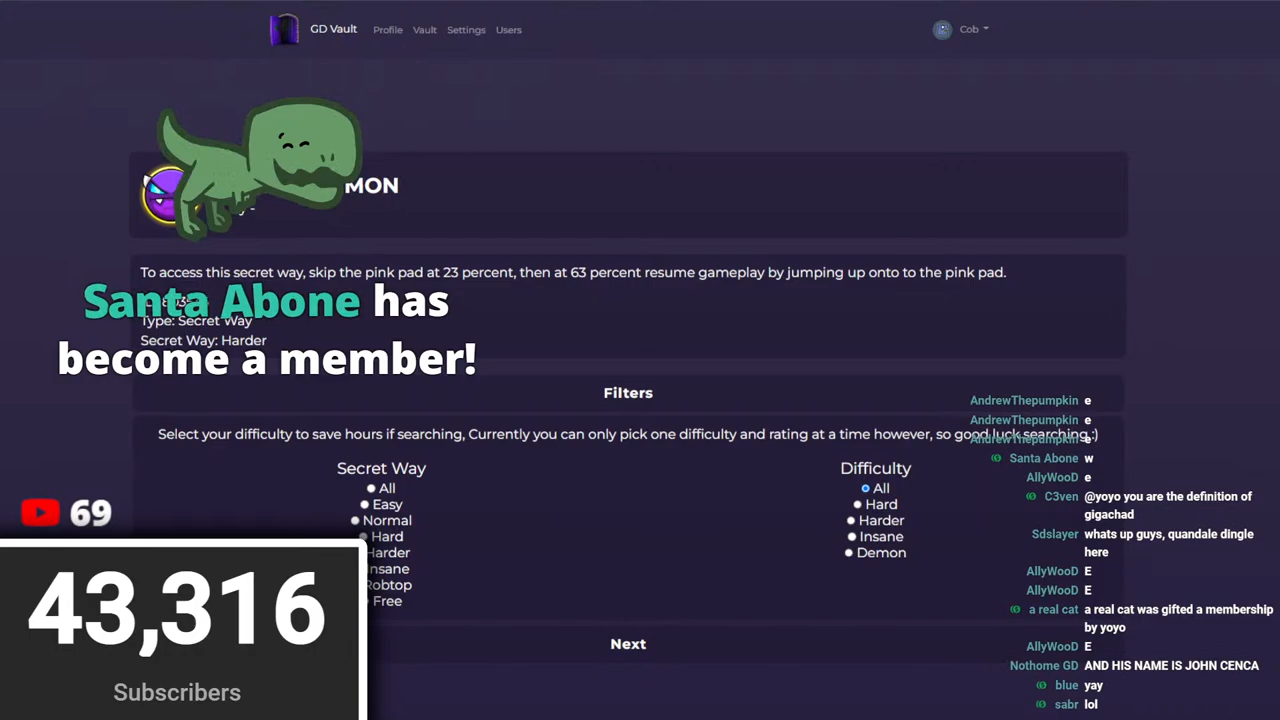 GD Vault
Profile
Vault
Settings
Users
Cob
MON
To access this secret way, skip the pink pad at 23 percent, then at 63 percent resume gameplay by jumping up onto to the pink pad.
Type: Secret Way
Secret Way: Harder
Santa Abone has
become a member!
Filters
Select your difficulty to save hours if searching, Currently you can only pick one difficulty and rating at a time however, so good luck searching :)
Secret Way
All
Easy
Normal
Hard
Harder
Insane
Robtop
Free
Difficulty
All
Hard
Harder
Insane
Demon
Next
69
43,316
Subscribers
AndrewThepumpkin e
AndrewThepumpkin e
AndrewThepumpkin e
Santa Abone w
AllyWooD e
C3ven @yoyo you are the definition of
gigachad
Sdslayer whats up guys, quandale dingle
here
AllyWooD E
AllyWooD E
a real cat a real cat was gifted a membership
by yoyo
AllyWooD E
Nothome GD AND HIS NAME IS JOHN CENCA
blue yay
sabr lol